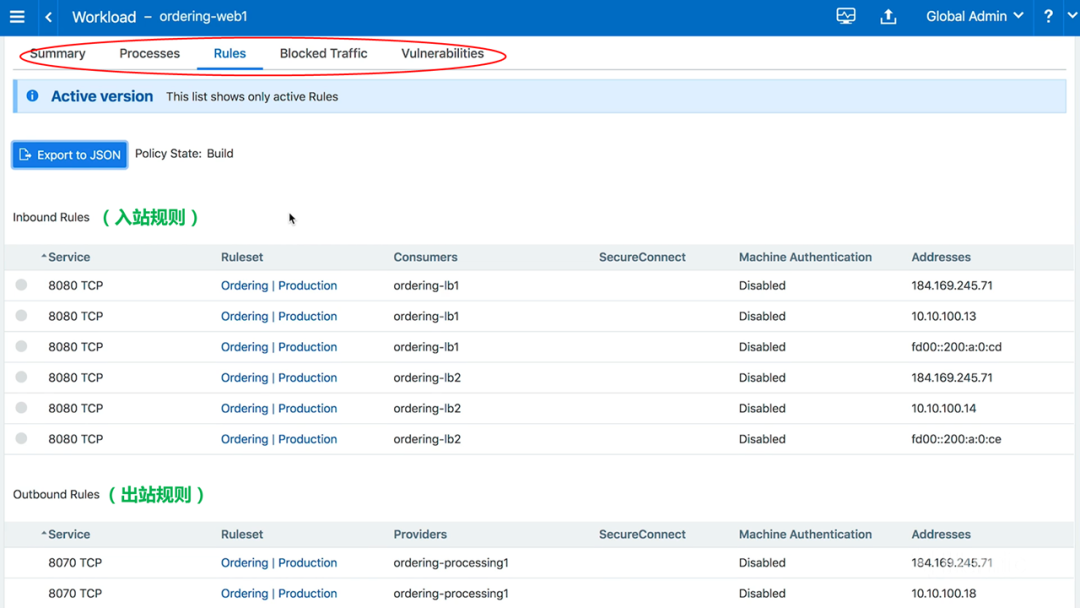 Workload – ordering-web1
Global Admin
?
Summary Processes Rules Blocked Traffic Vulnerabilities
Active version This list shows only active Rules
Export to JSON Policy State: Build
Inbound Rules （入站规则）
Service Ruleset Consumers SecureConnect Machine Authentication Addresses
8080 TCP Ordering | Production ordering-lb1 Disabled 184.169.245.71
8080 TCP Ordering | Production ordering-lb1 Disabled 10.10.100.13
8080 TCP Ordering | Production ordering-lb1 Disabled fd00::200:a:0:cd
8080 TCP Ordering | Production ordering-lb2 Disabled 184.169.245.71
8080 TCP Ordering | Production ordering-lb2 Disabled 10.10.100.14
8080 TCP Ordering | Production ordering-lb2 Disabled fd00::200:a:0:ce
Outbound Rules （出站规则）
Service Ruleset Providers SecureConnect Machine Authentication Addresses
8070 TCP Ordering | Production ordering-processing1 Disabled 184.169.245.71
8070 TCP Ordering | Production ordering-processing1 Disabled 10.10.100.18